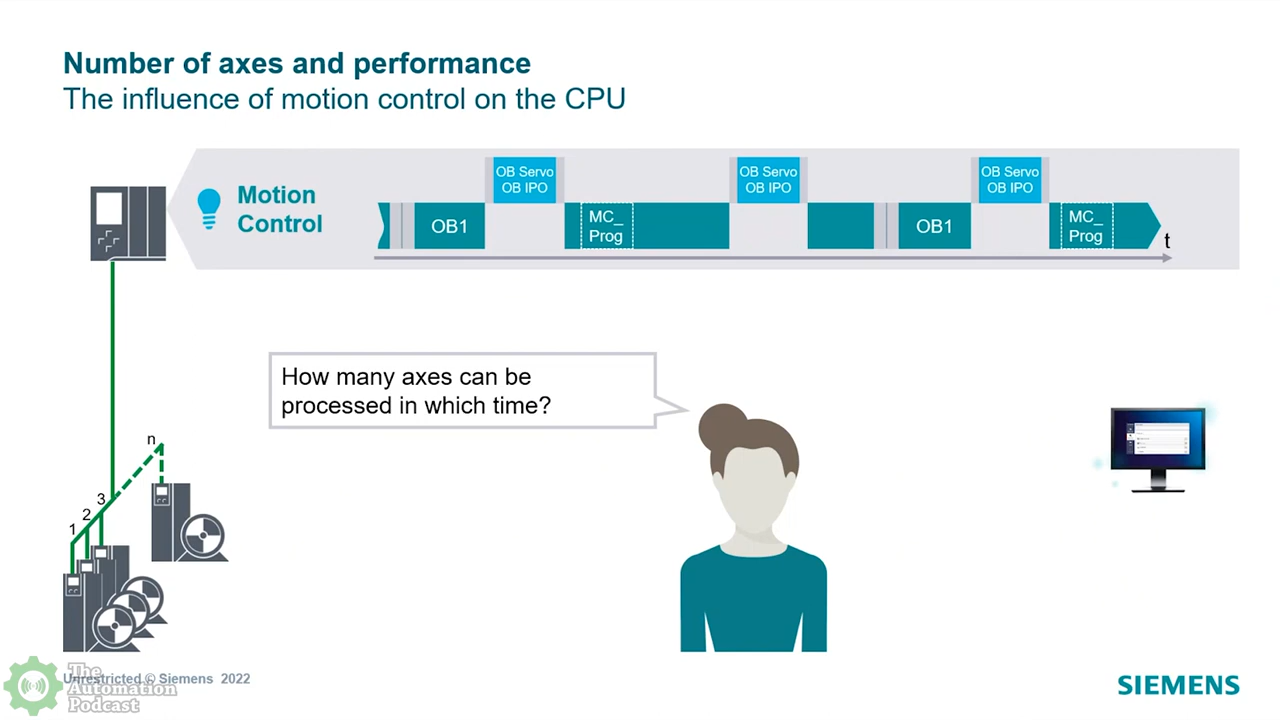 Number of axes and performance
The influence of motion control on the CPU
Motion
Control
OB1
OB Servo
OB IPO
MC_
Prog
OB Servo
OB IPO
OB1
OB Servo
OB IPO
MC_
Prog
t
How many axes can be
processed in which time?
n
3
2
1
Unrestricted © Siemens 2022
The
Automation
Podcast
SIEMENS